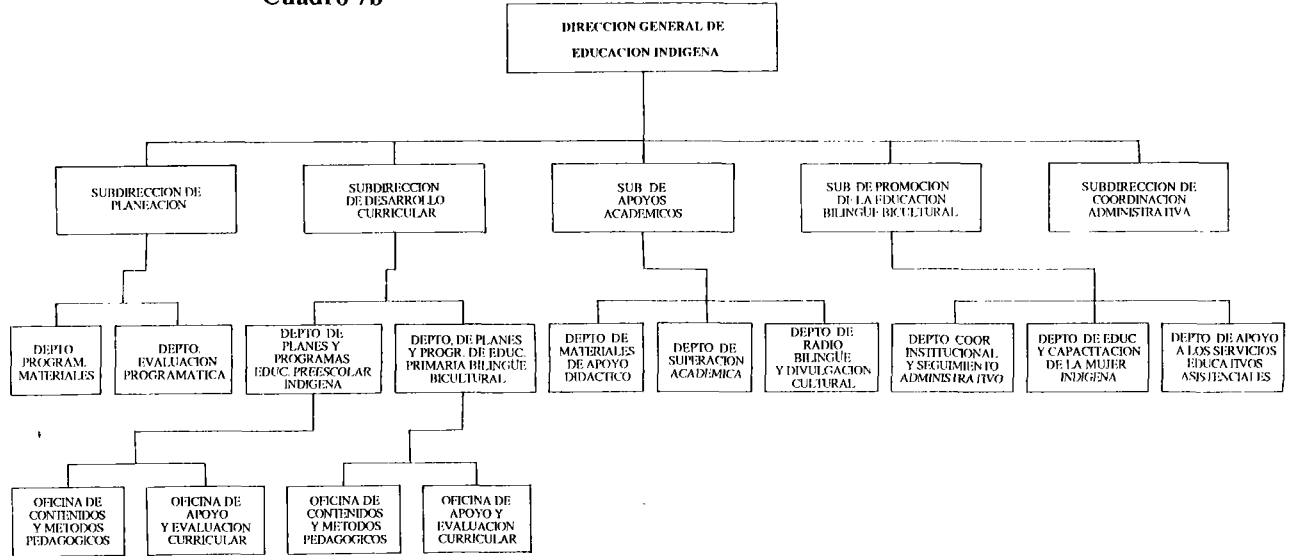 Cuadro 7b
DIRECCION GENERAL DE
EDUCACION INDIGENA
SUBDIRECCION DE
PLANEACION
SUBDIRECCION
DE DESARROLLO
CURRICULAR
SUB DE
APOYOS
ACADEMICOS
SUB DE PROMOCION
DE LA EDUCACION
BILINGÜE BICULTURAL
SUBDIRECCION DE
COORDINACION
ADMINISTRATIVA
DEPTO
PROGRAM.
MATERIALES
DEPTO.
EVALUACION
PROGRAMATICA
DEPTO DE
PLANES Y
PROGRAMAS
EDUC. PREESCOLAR
INDIGENA
DEPTO, DE PLANES
Y PROGR. DE EDUC.
PRIMARIA BILINGÜE
BICULTURAL
DEPTO DE
MATERIALES
DE APOYO
DIDACTICO
DEPTO DE
SUPERACION
ACADEMICA
DEPTO DE
RADIO
BILINGÜE
Y DIVULGACION
CULTURAL
DEPTO COOR
INSTITUCIONAL
Y SEGUIMIENTO
ADMINISTRATIVO
DEPTO DE EDUC
Y CAPACITACION
DE LA MUJER
INDIGENA
DEPTO DE APOYO
A LOS SERVICIOS
EDUCATIVOS
ASISTENCIALES
OFICINA DE
CONTENIDOS
Y METODOS
PEDAGOGICOS
OFICINA DE
APOYO
Y EVALUACION
CURRICULAR
OFICINA DE
CONTENIDOS
Y METODOS
PEDAGOGICOS
OFICINA DE
APOYO Y
EVALUACION
CURRICULAR